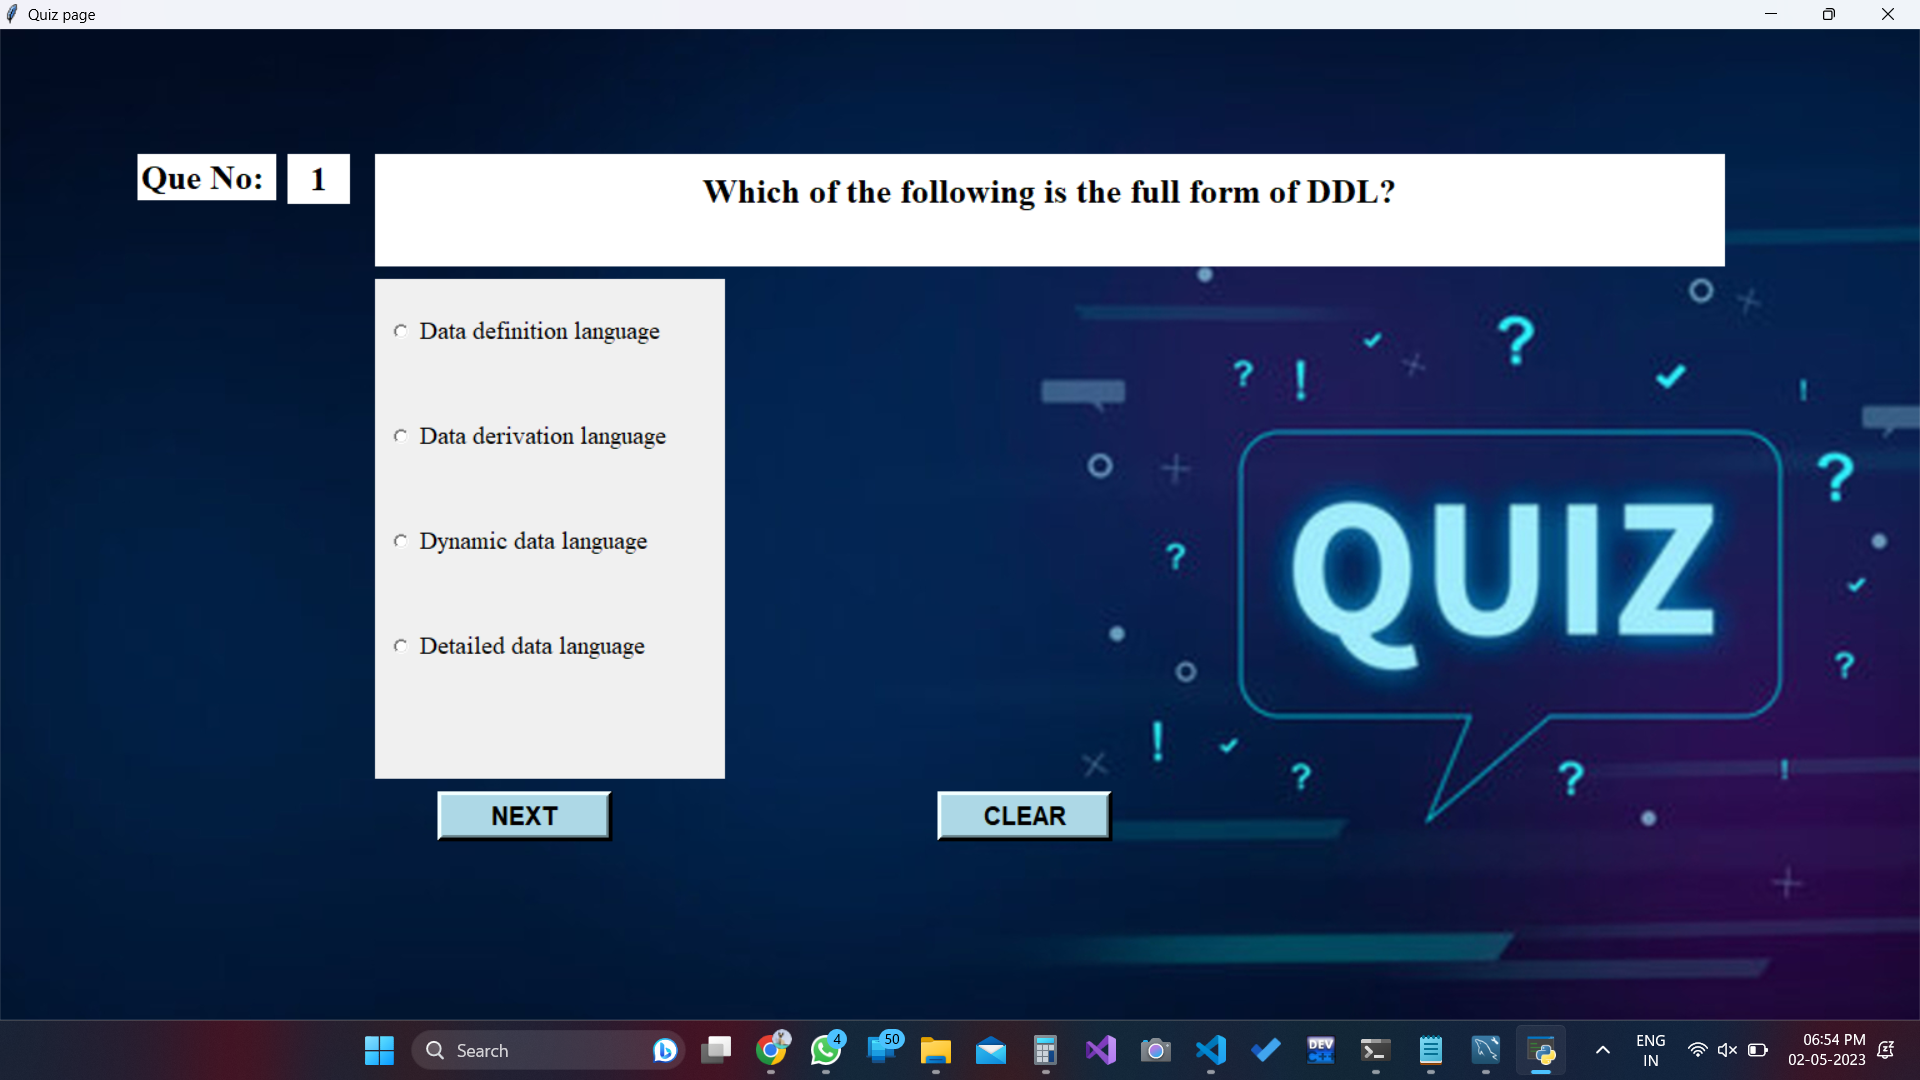 Quiz page
Que No: 1 Which of the following is the full form of DDL?
Data definition language
Data derivation language
Dynamic data language
Detailed data language
? ! ? !
QUIZ
? ? ?
! ? ? !
NEXT CLEAR
Search
4
50
DEV
ENG
IN
06:54 PM
02-05-2023